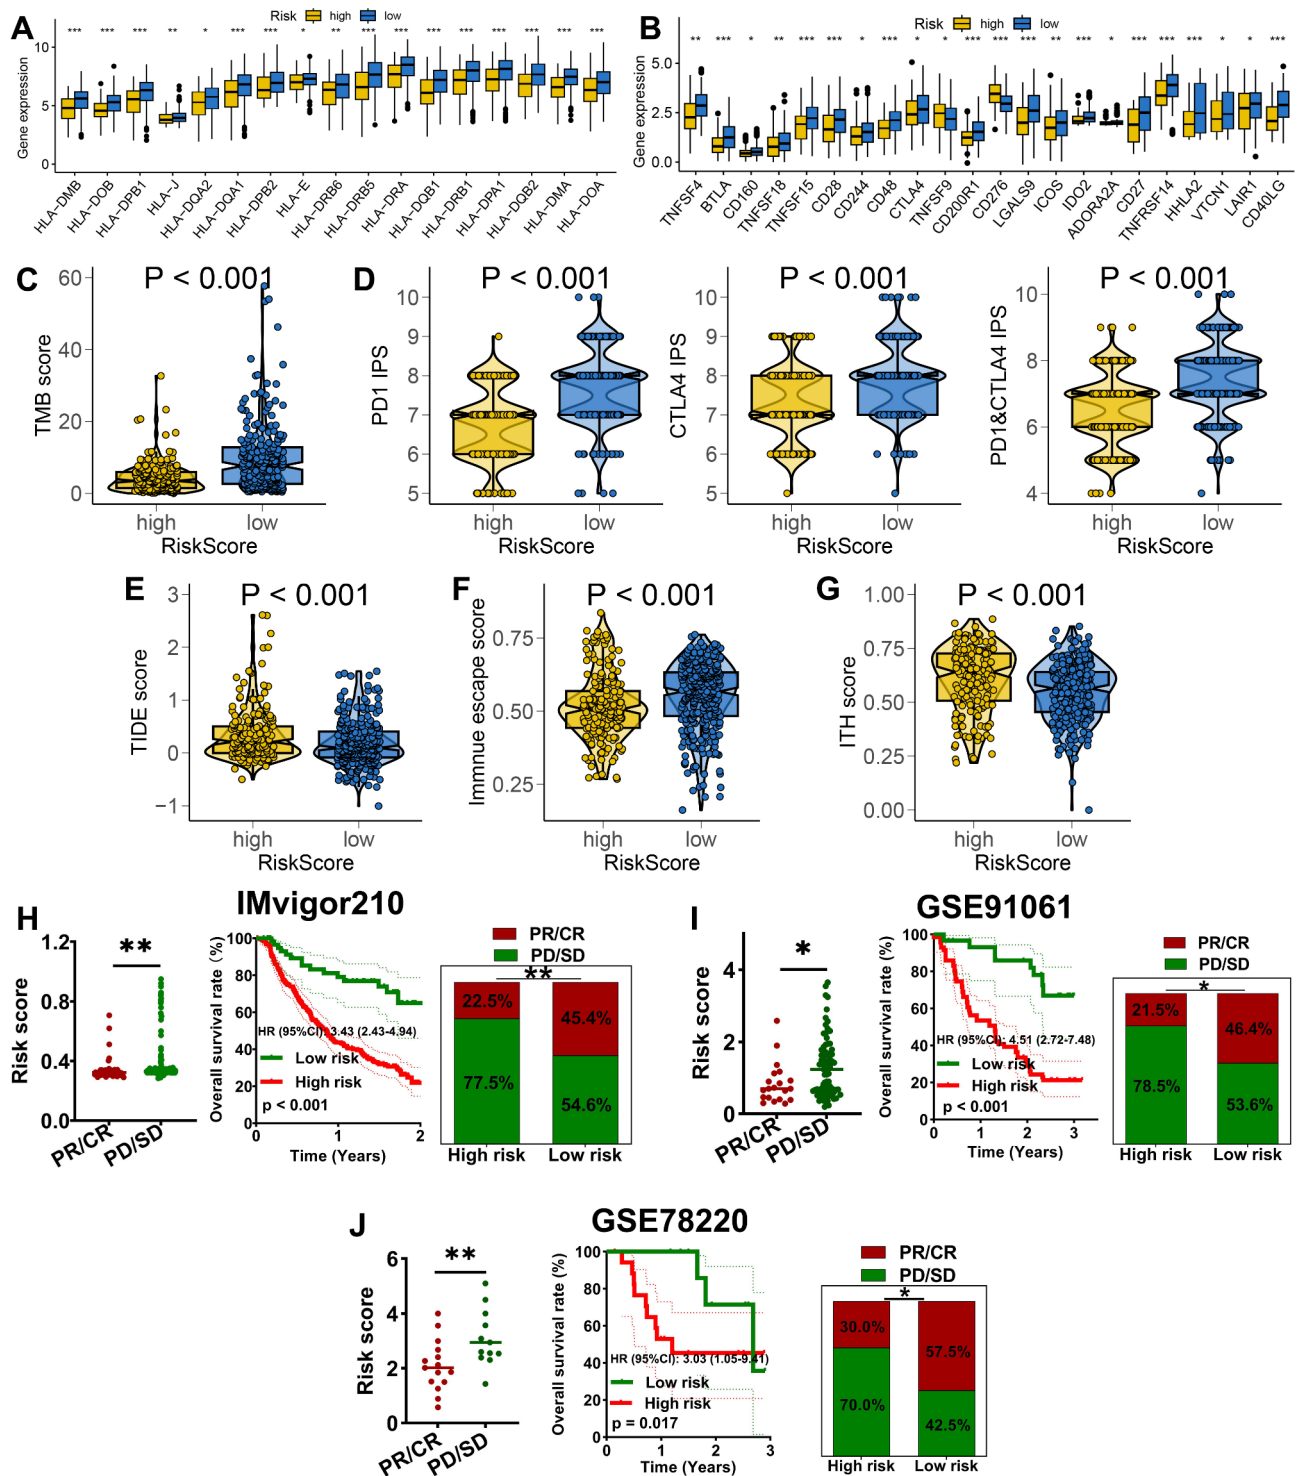 A
Risk high low
*** *** *** ** * *** *** * ** *** *** *** *** *** *** *** ***
Gene expression
10
5
0
HLA-DMB HLA-DOB HLA-DPB1 HLA-J HLA-DQA2 HLA-DQA1 HLA-DPB2 HLA-E HLA-DRB6 HLA-DRB5 HLA-DRA HLA-DQB1 HLA-DRB1 HLA-DPA1 HLA-DQB2 HLA-DMA HLA-DOA
B
Risk high low
** *** * ** *** *** * *** * * *** *** *** ** *** * *** *** *** * * ***
Gene expression
5.0
2.5
0.0
TNFSF4 BTLA CD160 TNFSF18 TNFSF15 CD28 CD244 CD48 CTLA4 TNFSF9 CD200R1 CD276 LGALS9 ICOS IDO2 ADORA2A CD27 TNFRSF14 HHLA2 VTCN1 LAIR1 CD40LG
C
P < 0.001
TMB score
60
40
20
0
high low
RiskScore
D
P < 0.001
PD1 IPS
10
9
8
7
6
5
high low
RiskScore
P < 0.001
CTLA4 IPS
10
9
8
7
6
5
high low
RiskScore
P < 0.001
PD1&CTLA4 IPS
10
8
6
4
high low
RiskScore
E
P < 0.001
TIDE score
3
2
1
0
−1
high low
RiskScore
F
P < 0.001
Immnue escape score
0.75
0.50
0.25
high low
RiskScore
G
P < 0.001
ITH score
1.00
0.75
0.50
0.25
0.00
high low
RiskScore
H
IMvigor210
**
Risk score
1.2
0.8
0.4
0.0
PR/CR PD/SD
Overall survival rate (%)
100
80
60
40
20
0
HR (95%CI): 3.43 (2.43-4.94)
Low risk
High risk
p < 0.001
0 1 2
Time (Years)
PR/CR
PD/SD
**
22.5% 45.4%
77.5% 54.6%
High risk Low risk
I
GSE91061
*
Risk score
4
2
0
PR/CR PD/SD
Overall survival rate (%)
100
80
60
40
20
0
HR (95%CI): 4.51 (2.72-7.48)
Low risk
High risk
p < 0.001
0 1 2 3
Time (Years)
PR/CR
PD/SD
*
21.5% 46.4%
78.5% 53.6%
High risk Low risk
J
GSE78220
**
Risk score
6
4
2
0
PR/CR PD/SD
Overall survival rate (%)
100
80
60
40
20
0
HR (95%CI): 3.03 (1.05-9.41)
Low risk
High risk
p = 0.017
0 1 2 3
Time (Years)
PR/CR
PD/SD
*
30.0% 57.5%
70.0% 42.5%
High risk Low risk